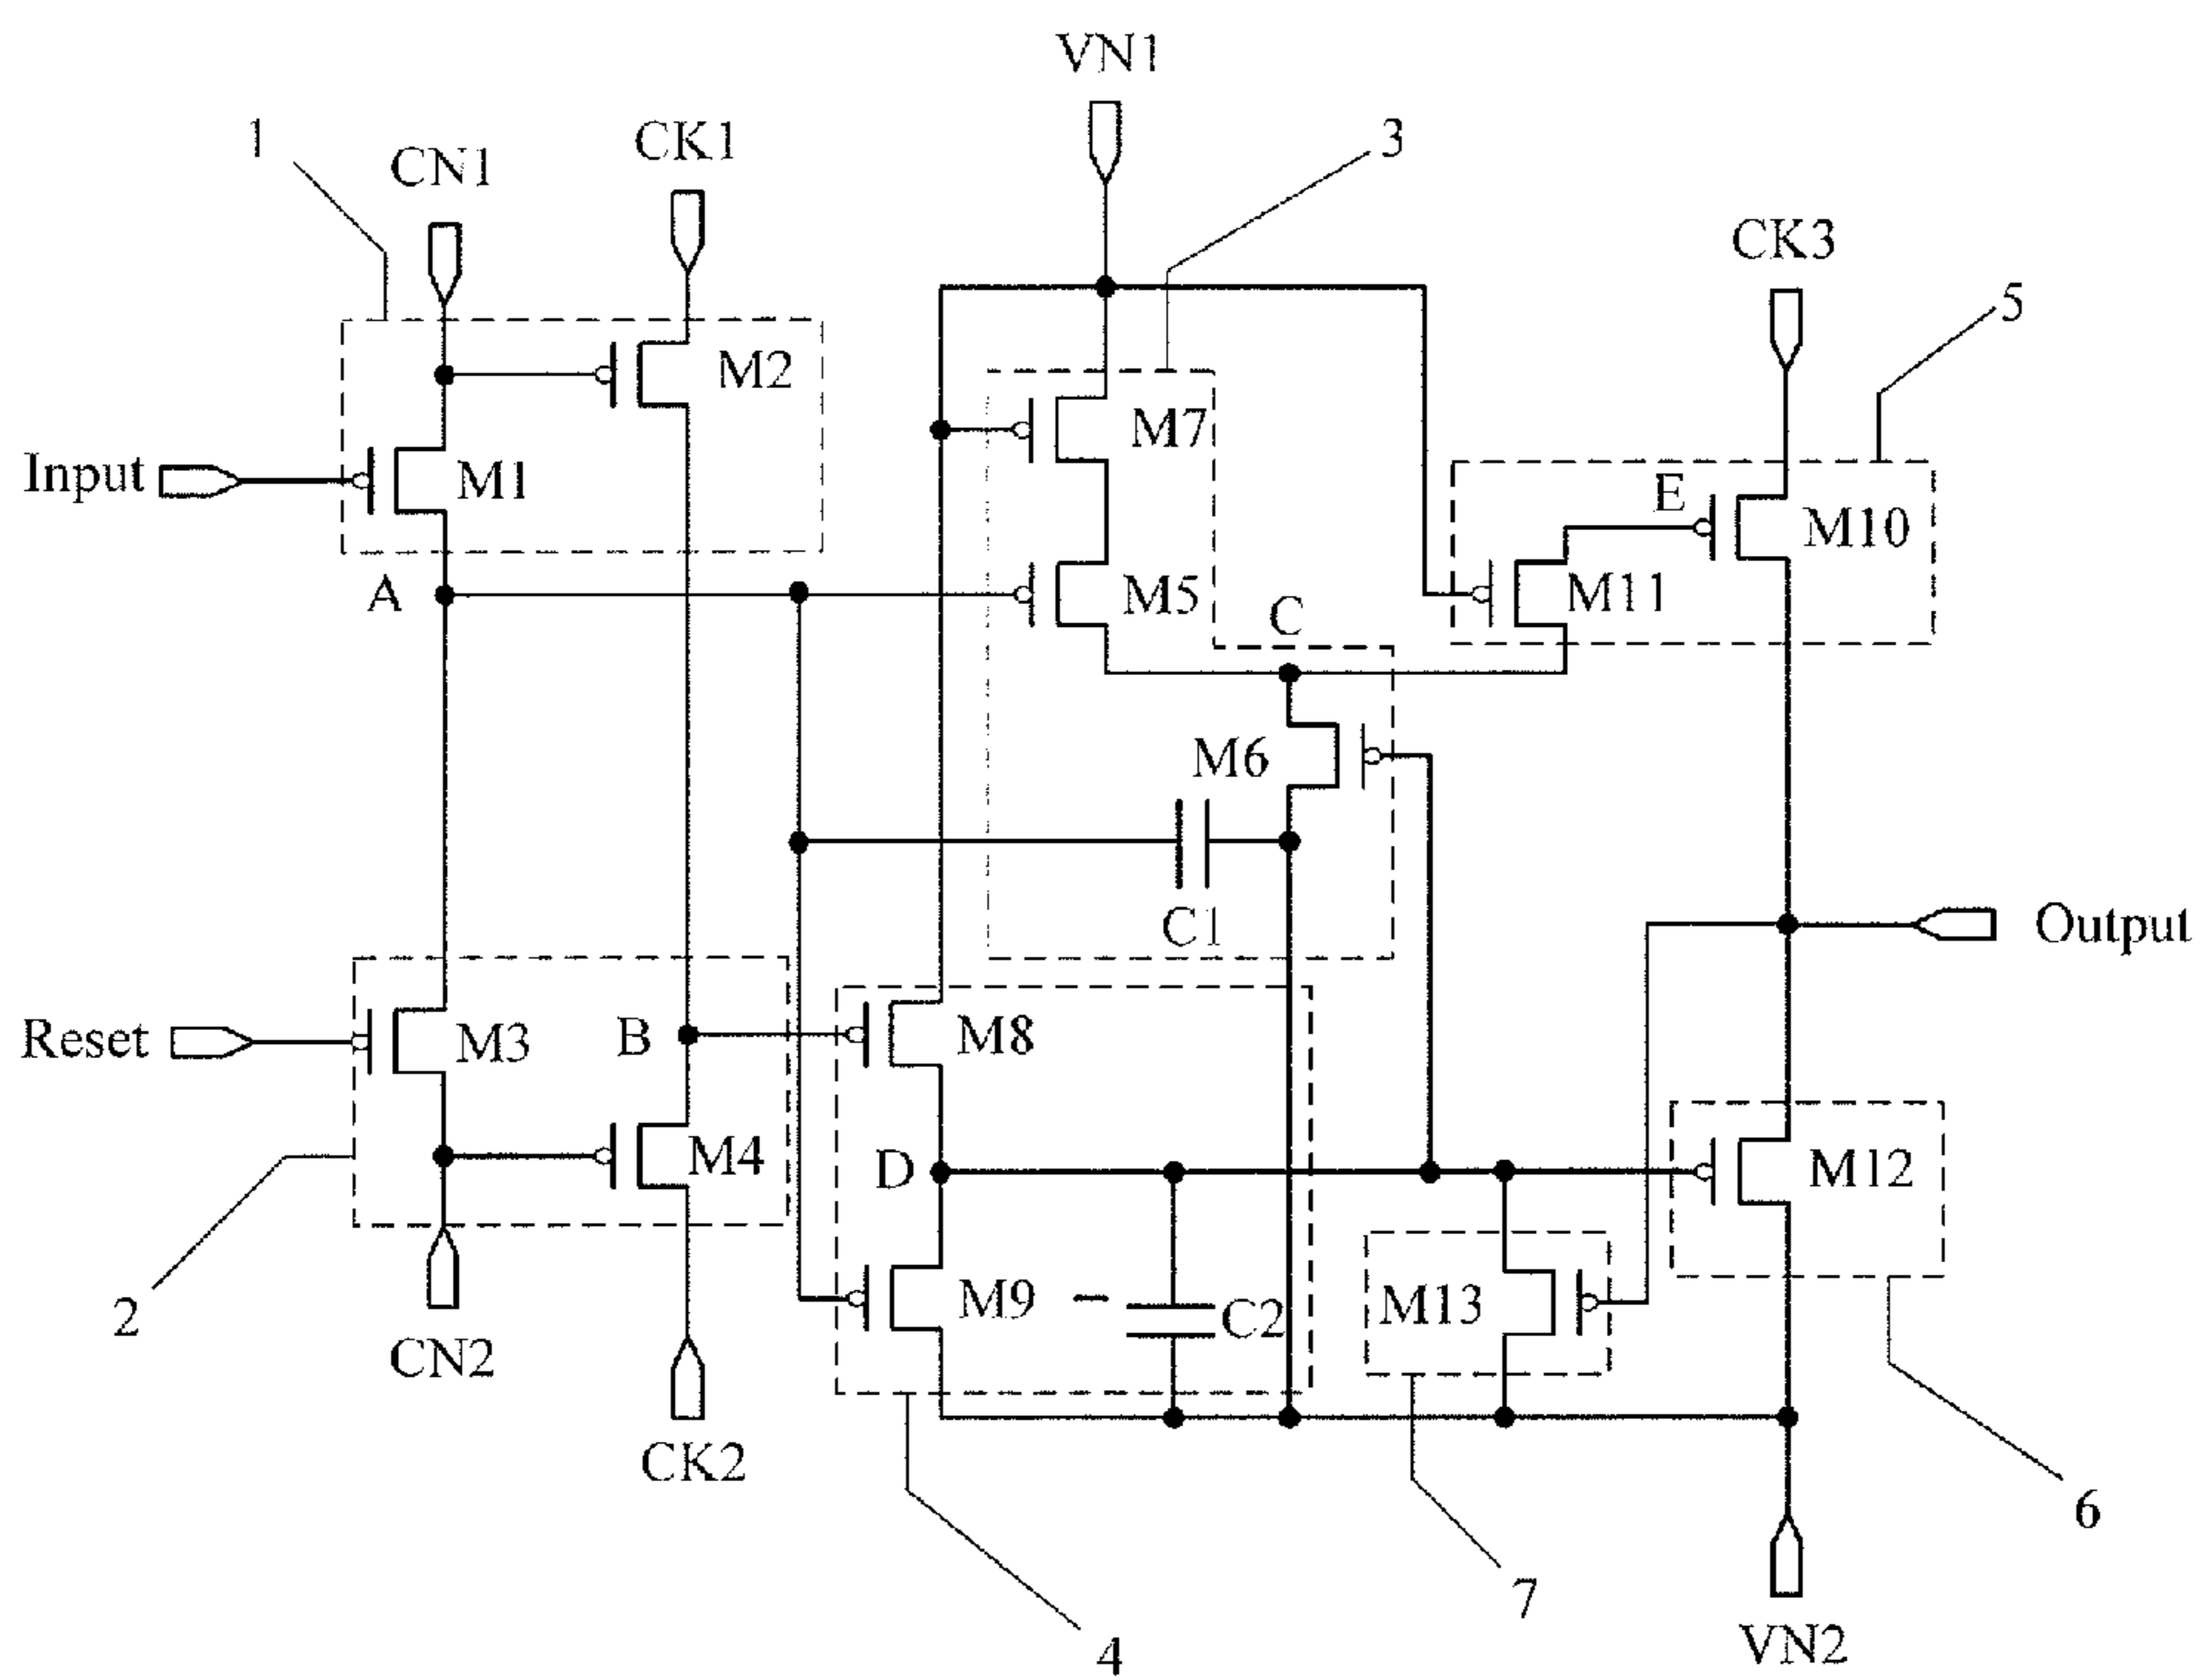 VN1
1
CK1
3
CN1
CK3
5
M2
M7
Input
M1
E
M10
A
M5
M11
C
M6
C1
Output
Reset
M3
B
M8
M4
D
M12
M9
C2
M13
2
CN2
CK2
6
7
4
VN2